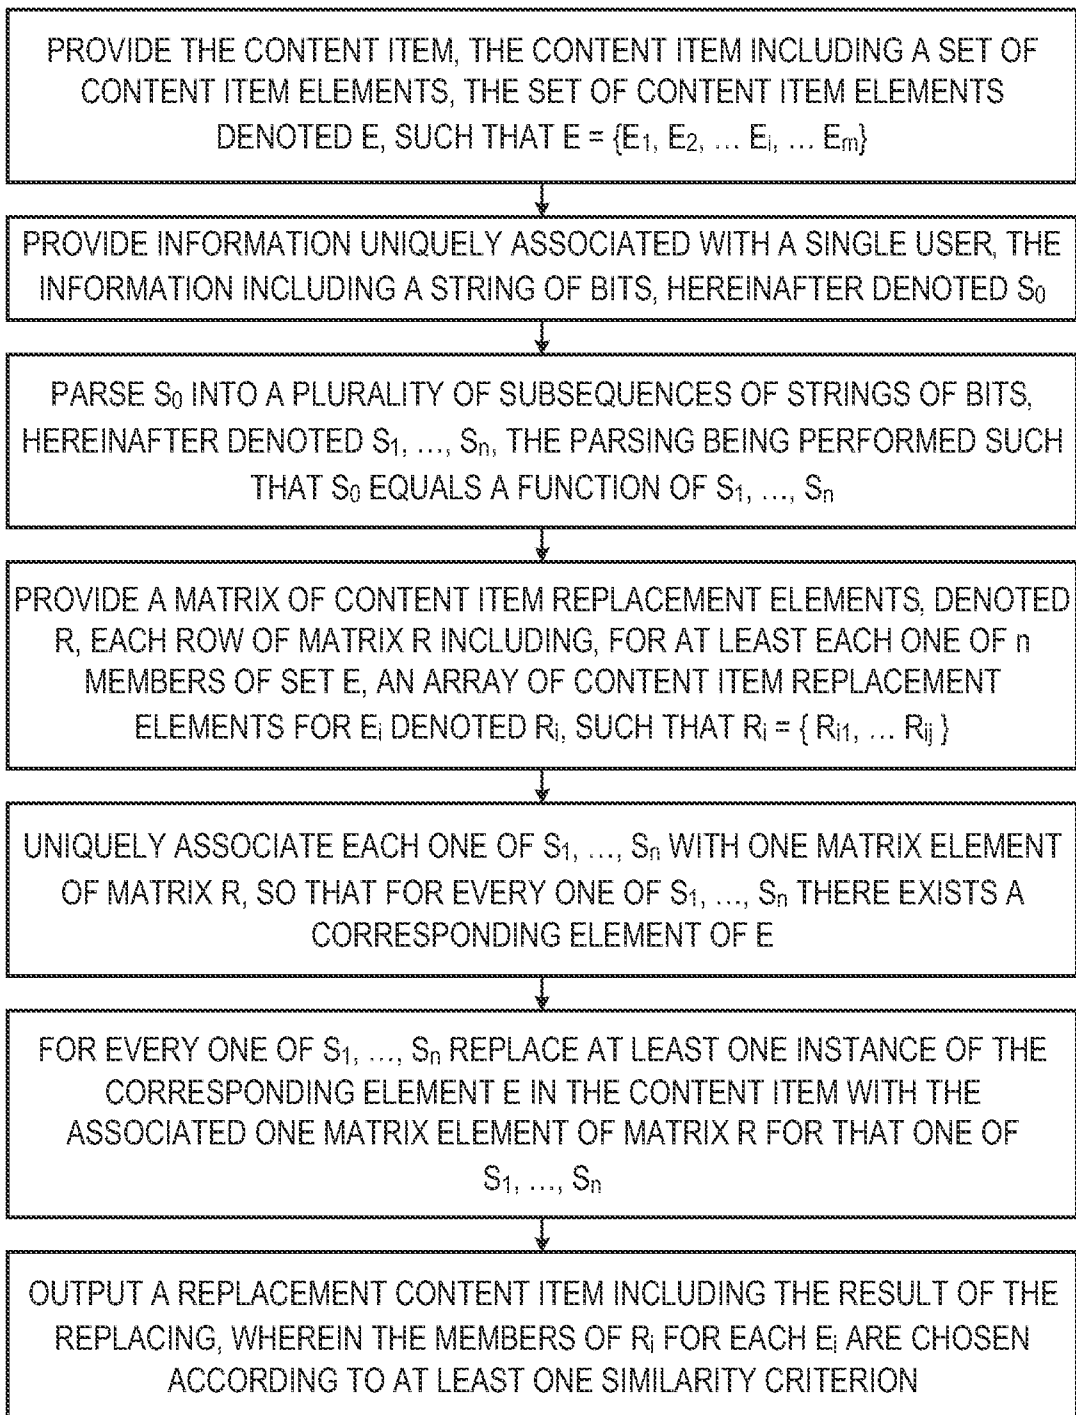 PROVIDE THE CONTENT ITEM, THE CONTENT ITEM INCLUDING A SET OF
CONTENT ITEM ELEMENTS, THE SET OF CONTENT ITEM ELEMENTS
DENOTED E, SUCH THAT E = {E₁, E₂, … Eᵢ, … Eₘ}
PROVIDE INFORMATION UNIQUELY ASSOCIATED WITH A SINGLE USER, THE
INFORMATION INCLUDING A STRING OF BITS, HEREINAFTER DENOTED S₀
PARSE S₀ INTO A PLURALITY OF SUBSEQUENCES OF STRINGS OF BITS,
HEREINAFTER DENOTED S₁, …, Sₙ, THE PARSING BEING PERFORMED SUCH
THAT S₀ EQUALS A FUNCTION OF S₁, …, Sₙ
PROVIDE A MATRIX OF CONTENT ITEM REPLACEMENT ELEMENTS, DENOTED
R, EACH ROW OF MATRIX R INCLUDING, FOR AT LEAST EACH ONE OF n
MEMBERS OF SET E, AN ARRAY OF CONTENT ITEM REPLACEMENT
ELEMENTS FOR Eᵢ DENOTED Rᵢ, SUCH THAT Rᵢ = { Rᵢ₁, … Rᵢⱼ }
UNIQUELY ASSOCIATE EACH ONE OF S₁, …, Sₙ WITH ONE MATRIX ELEMENT
OF MATRIX R, SO THAT FOR EVERY ONE OF S₁, …, Sₙ THERE EXISTS A
CORRESPONDING ELEMENT OF E
FOR EVERY ONE OF S₁, …, Sₙ REPLACE AT LEAST ONE INSTANCE OF THE
CORRESPONDING ELEMENT E IN THE CONTENT ITEM WITH THE
ASSOCIATED ONE MATRIX ELEMENT OF MATRIX R FOR THAT ONE OF
S₁, …, Sₙ
OUTPUT A REPLACEMENT CONTENT ITEM INCLUDING THE RESULT OF THE
REPLACING, WHEREIN THE MEMBERS OF Rᵢ FOR EACH Eᵢ ARE CHOSEN
ACCORDING TO AT LEAST ONE SIMILARITY CRITERION